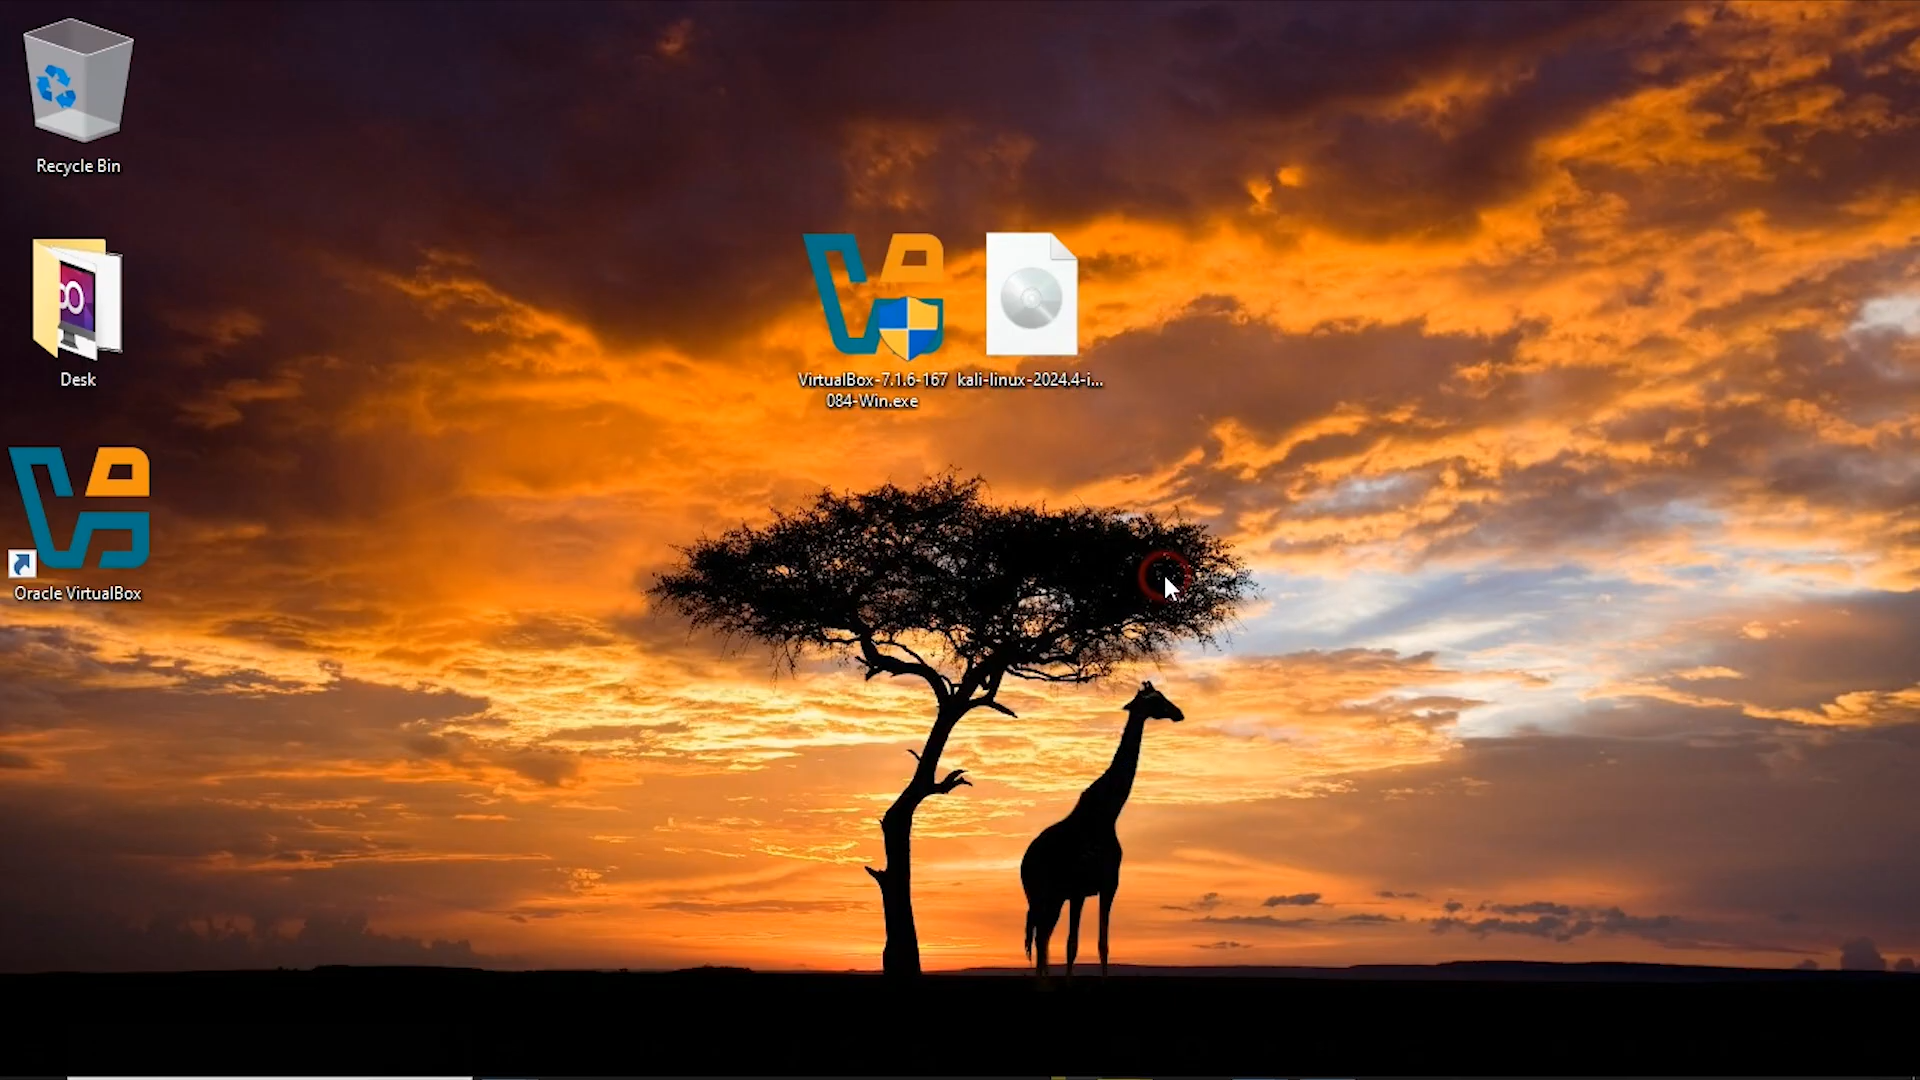 Recycle Bin
Desk
Oracle VirtualBox
VirtualBox-7.1.6-167
084-Win.exe
kali-linux-2024.4-i...